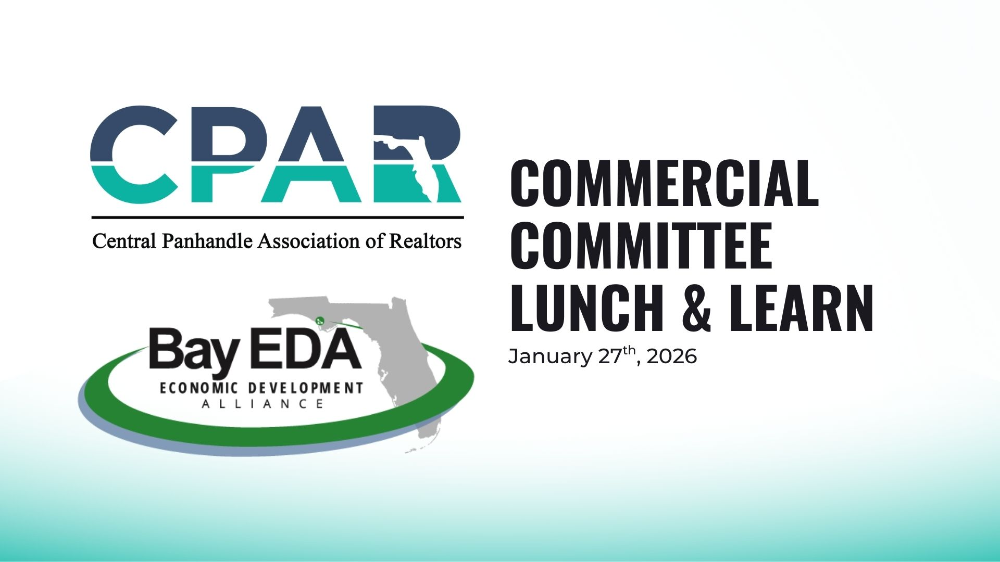 CPAR
Central Panhandle Association of Realtors
Bay EDA
ECONOMIC DEVELOPMENT
ALLIANCE
COMMERCIAL
COMMITTEE
LUNCH & LEARN
January 27th, 2026